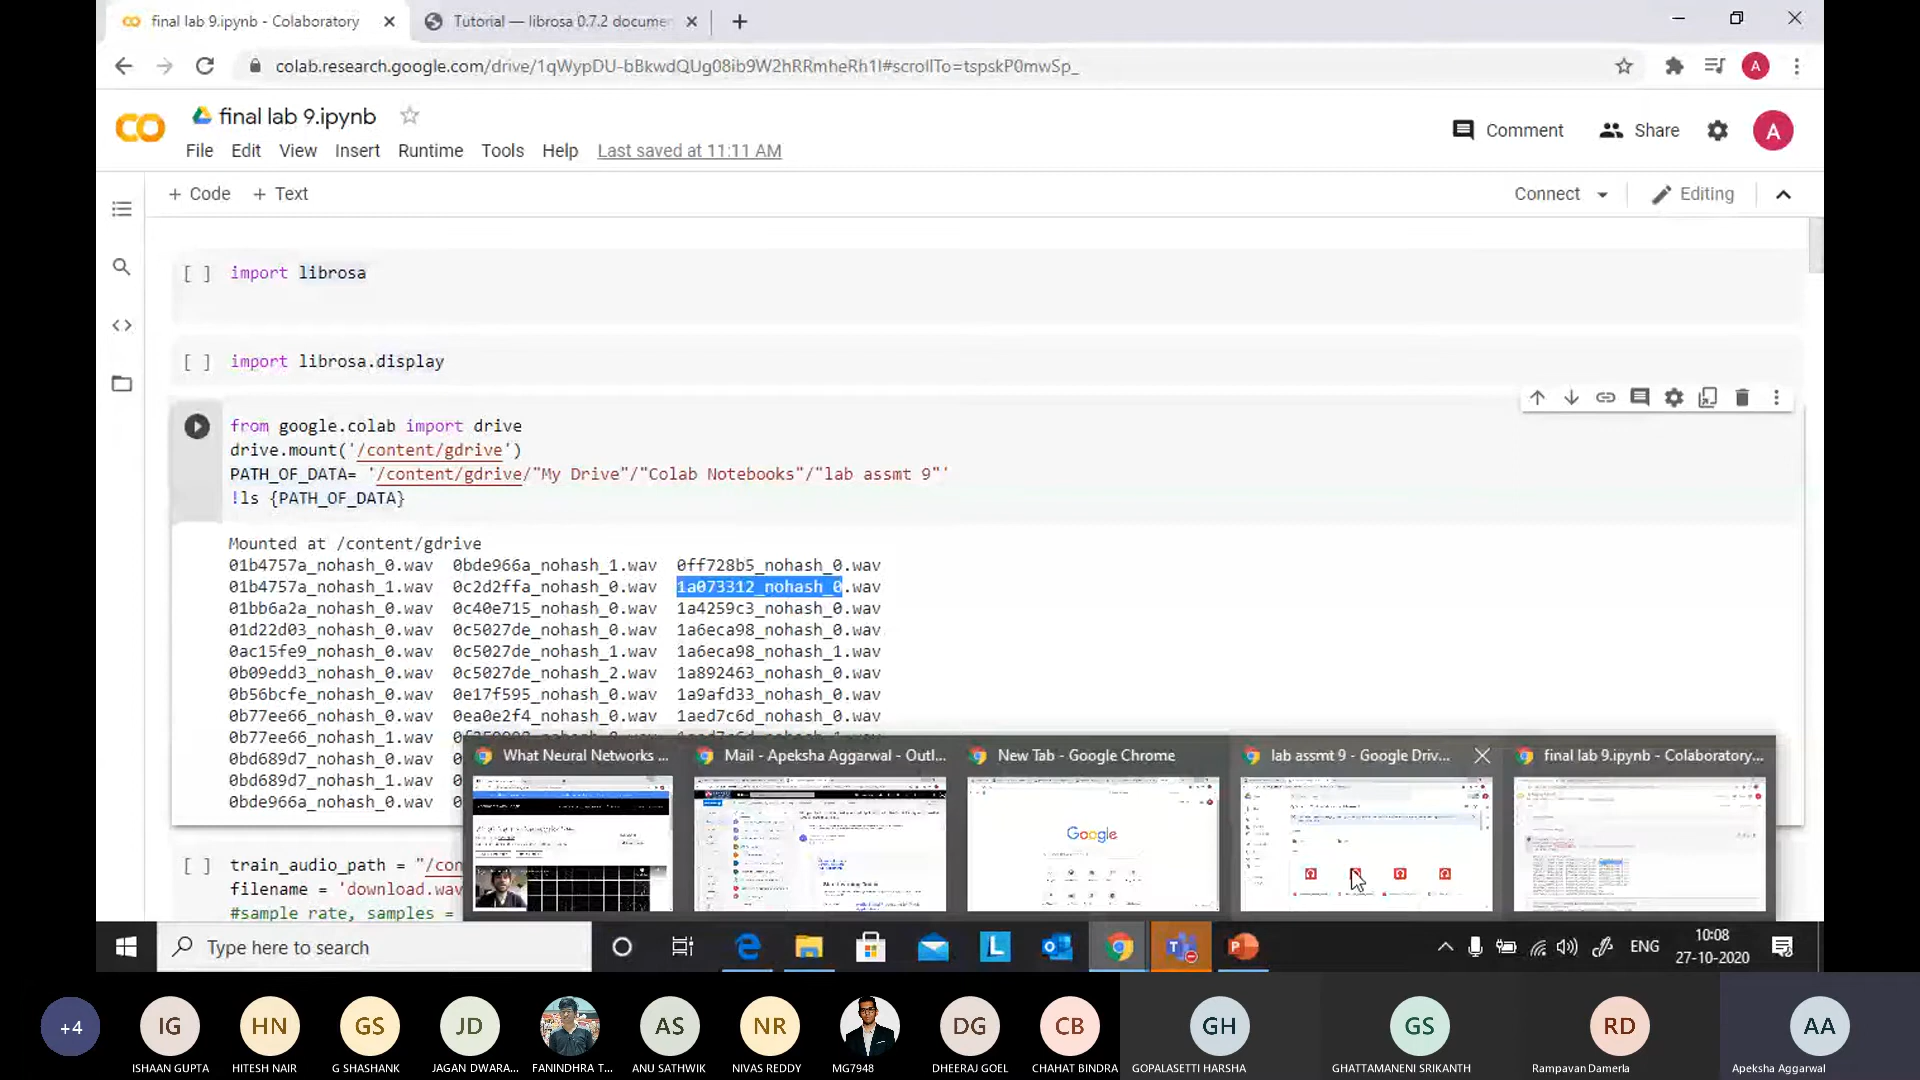 final lab 9.ipynb - Colaboratory
Tutorial — librosa 0.7.2 docume
colab.research.google.com/drive/1qWypDU-bBkwdQUg08ib9W2hRRmheRh1I#scrollTo=tspskP0mwSp_
A
final lab 9.ipynb
Comment
Share
A
File Edit View Insert Runtime Tools Help Last saved at 11:11 AM
+ Code + Text
Connect
Editing
[ ] import librosa
[ ] import librosa.display
from google.colab import drive
drive.mount('/content/gdrive')
PATH_OF_DATA= '/content/gdrive/"My Drive"/"Colab Notebooks"/"lab assmt 9"'
!ls {PATH_OF_DATA}
Mounted at /content/gdrive
01b4757a_nohash_0.wav 0bde966a_nohash_1.wav 0ff728b5_nohash_0.wav
01b4757a_nohash_1.wav 0c2d2ffa_nohash_0.wav 1a073312_nohash_0.wav
01bb6a2a_nohash_0.wav 0c40e715_nohash_0.wav 1a4259c3_nohash_0.wav
01d22d03_nohash_0.wav 0c5027de_nohash_0.wav 1a6eca98_nohash_0.wav
0ac15fe9_nohash_0.wav 0c5027de_nohash_1.wav 1a6eca98_nohash_1.wav
0b09edd3_nohash_0.wav 0c5027de_nohash_2.wav 1a892463_nohash_0.wav
0b56bcfe_nohash_0.wav 0e17f595_nohash_0.wav 1a9afd33_nohash_0.wav
0b77ee66_nohash_0.wav 0ea0e2f4_nohash_0.wav 1aed7c6d_nohash_0.wav
0b77ee66_nohash_1.wav
0bd689d7_nohash_0.wav
0bd689d7_nohash_1.wav
0bde966a_nohash_0.wav
What Neural Networks ...
Mail - Apeksha Aggarwal - Outl...
New Tab - Google Chrome
lab assmt 9 - Google Driv...
final lab 9.ipynb - Colaboratory...
Google
[ ] train_audio_path = "/con
filename = 'download.wav
#sample rate, samples =
Type here to search
ENG
10:08
27-10-2020
+4
IG
HN
GS
JD
AS
NR
DG
CB
GH
GS
RD
AA
ISHAAN GUPTA
HITESH NAIR
G SHASHANK
JAGAN DWARA...
FANINDHRA T...
ANU SATHWIK
NIVAS REDDY
MG7948
DHEERAJ GOEL
CHAHAT BINDRA
GOPALASETTI HARSHA
GHATTAMANENI SRIKANTH
Rampavan Damerla
Apeksha Aggarwal